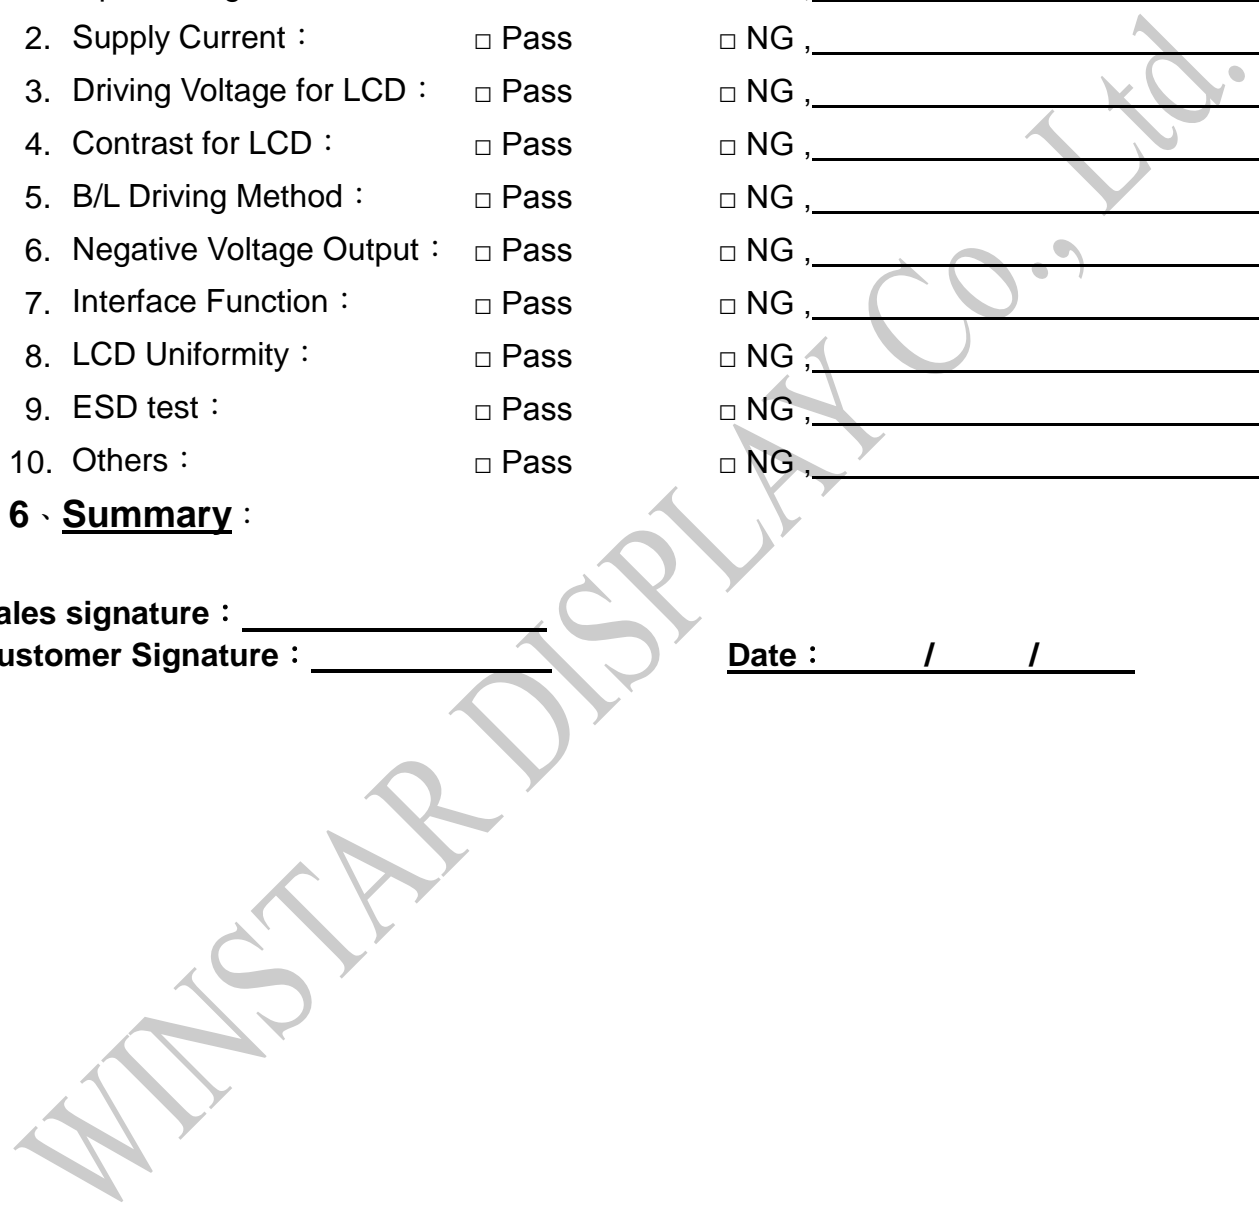 2. Supply Current： □ Pass □ NG ,
3. Driving Voltage for LCD： □ Pass □ NG ,
4. Contrast for LCD： □ Pass □ NG ,
5. B/L Driving Method： □ Pass □ NG ,
6. Negative Voltage Output： □ Pass □ NG ,
7. Interface Function： □ Pass □ NG ,
8. LCD Uniformity： □ Pass □ NG ,
9. ESD test： □ Pass □ NG ,
10. Others： □ Pass □ NG ,
6、Summary：
ales signature：
ustomer Signature： Date： / /
WINSTAR DISPLAY Co., Ltd.